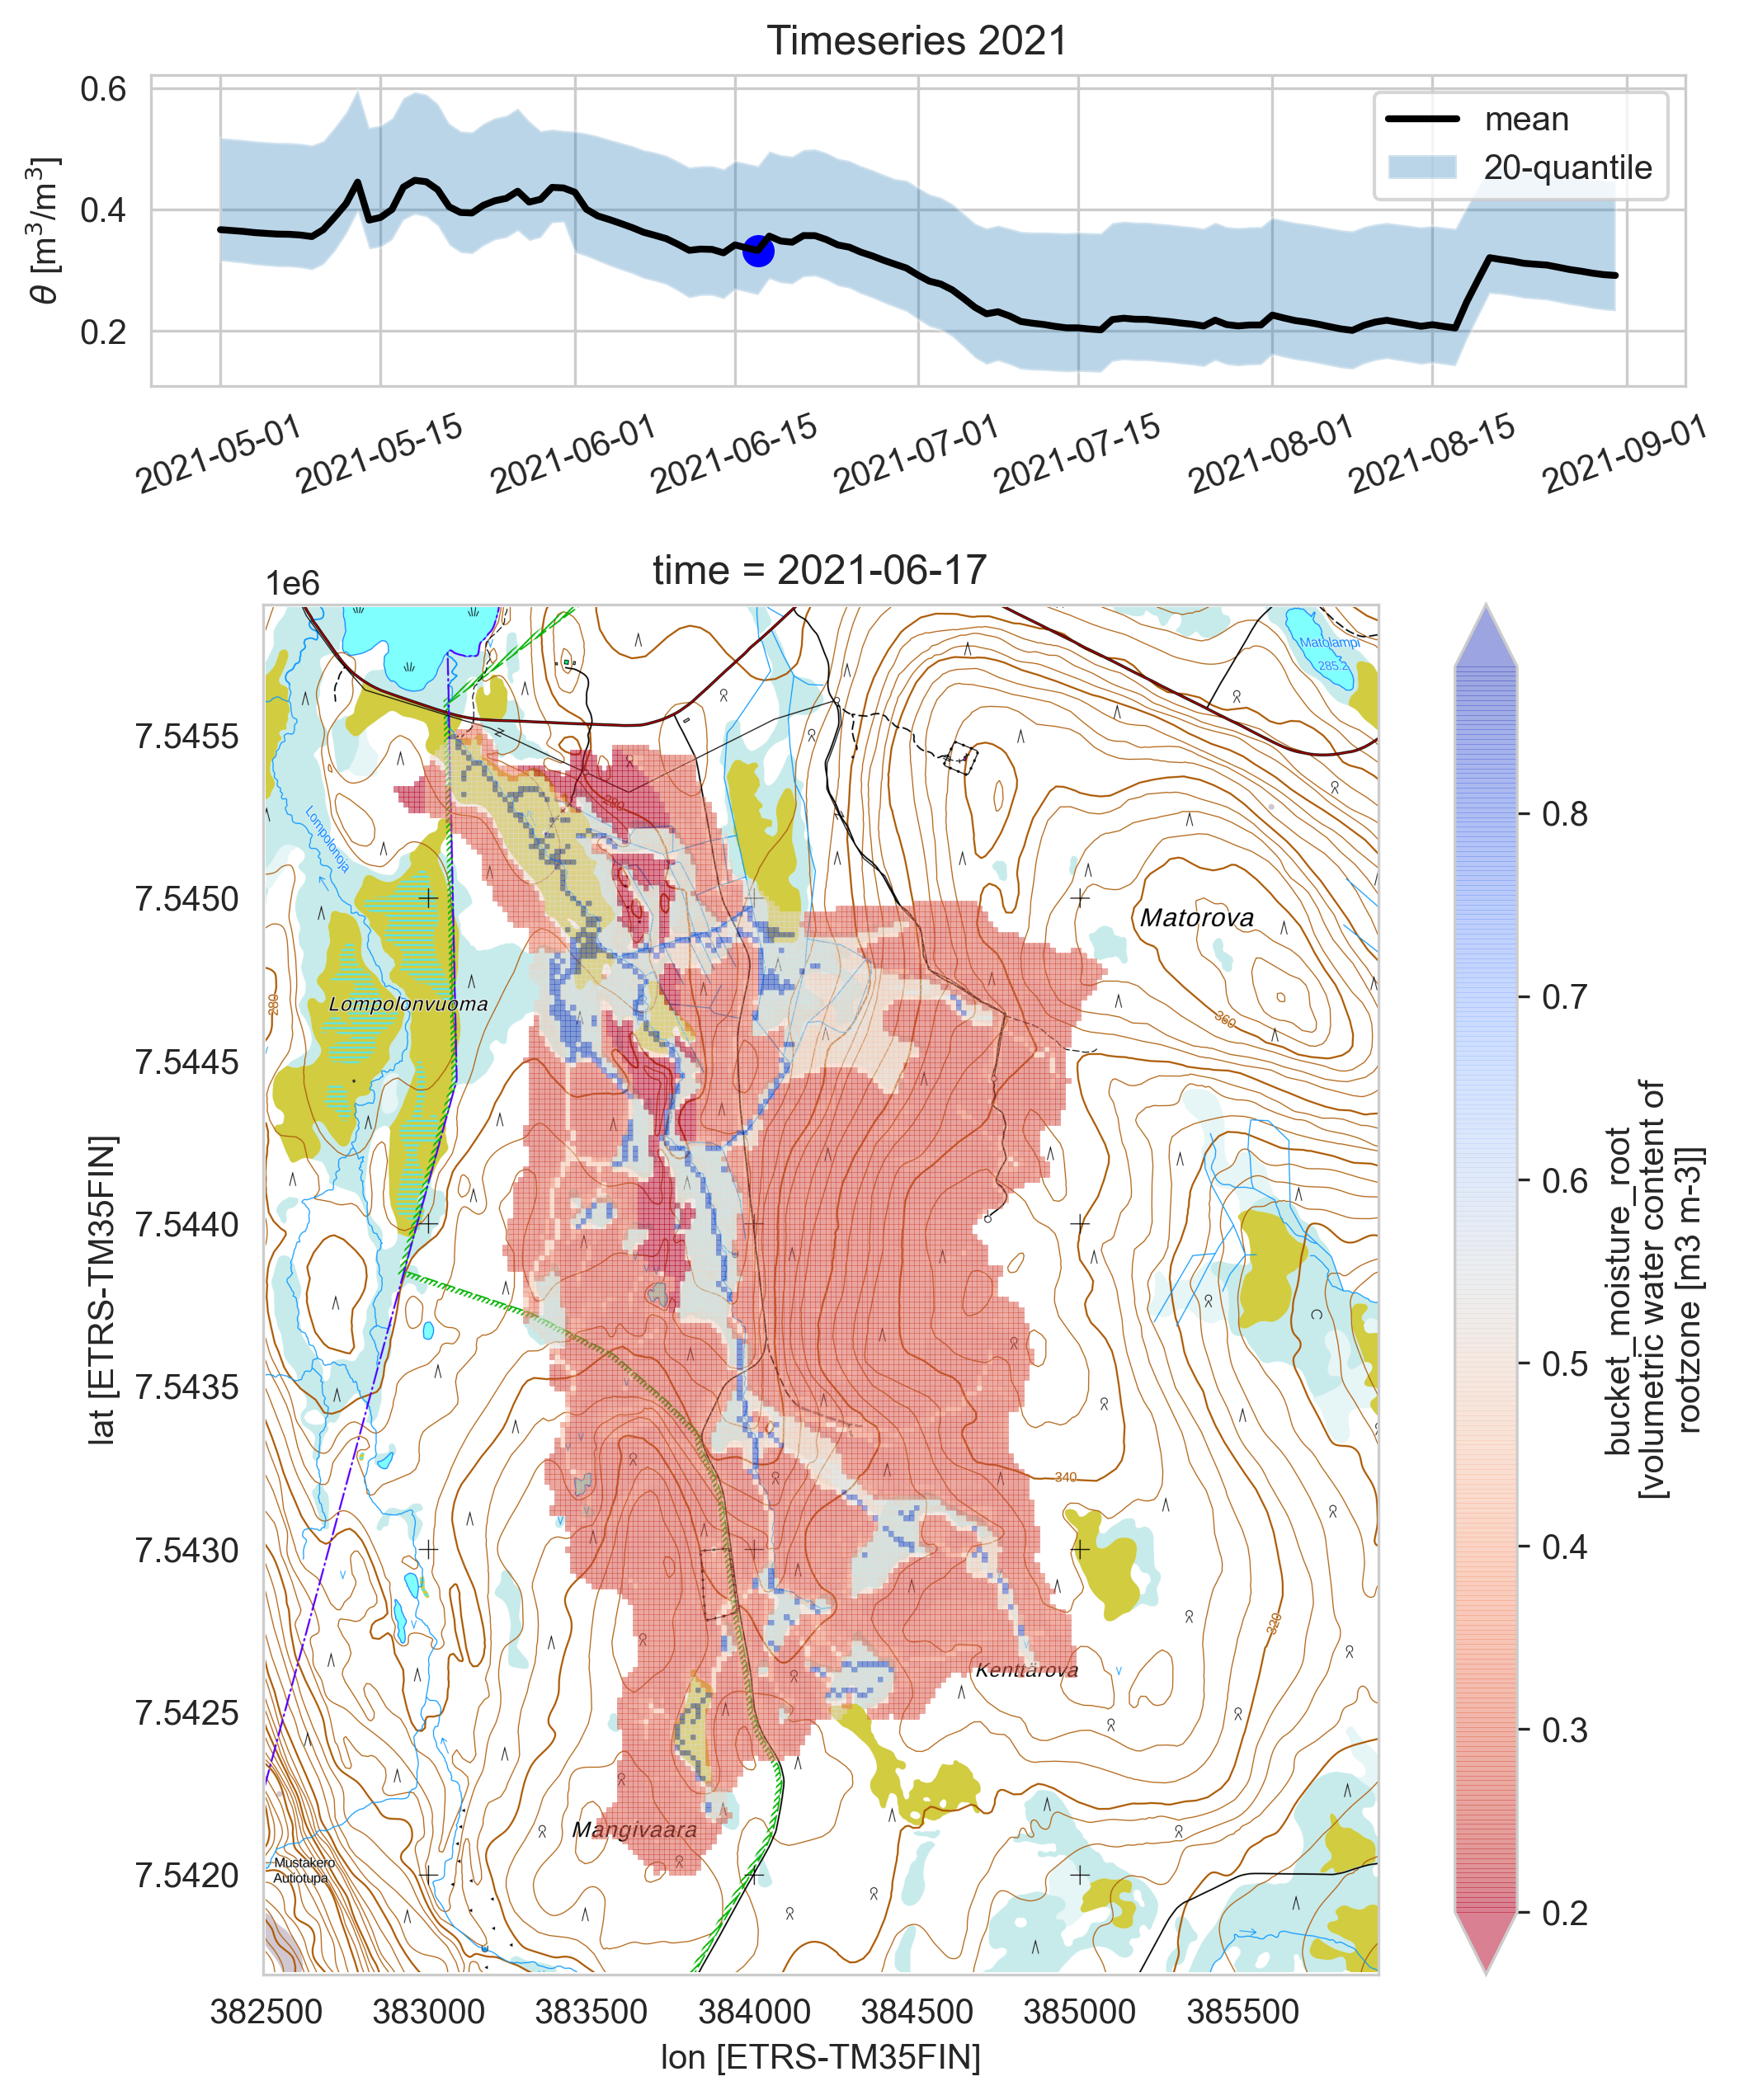 Timeseries 2021
0.6
0.4
0.2
θ [m³/m³]
mean
20-quantile
2021-05-01
2021-05-15
2021-06-01
2021-06-15
2021-07-01
2021-07-15
2021-08-01
2021-08-15
2021-09-01
time = 2021-06-17
1e6
7.5455
7.5450
7.5445
7.5440
7.5435
7.5430
7.5425
7.5420
lat [ETRS-TM35FIN]
Matolampi
285.2
Lompolonoja
280
Matorova
Lompolonvuoma
280
360
340
320
Kenttärova
Mangivaara
Mustakero
Autiotupa
382500
383000
383500
384000
384500
385000
385500
lon [ETRS-TM35FIN]
0.8
0.7
0.6
0.5
0.4
0.3
0.2
bucket_moisture_root
[volumetric water content of
rootzone [m3 m-3]]